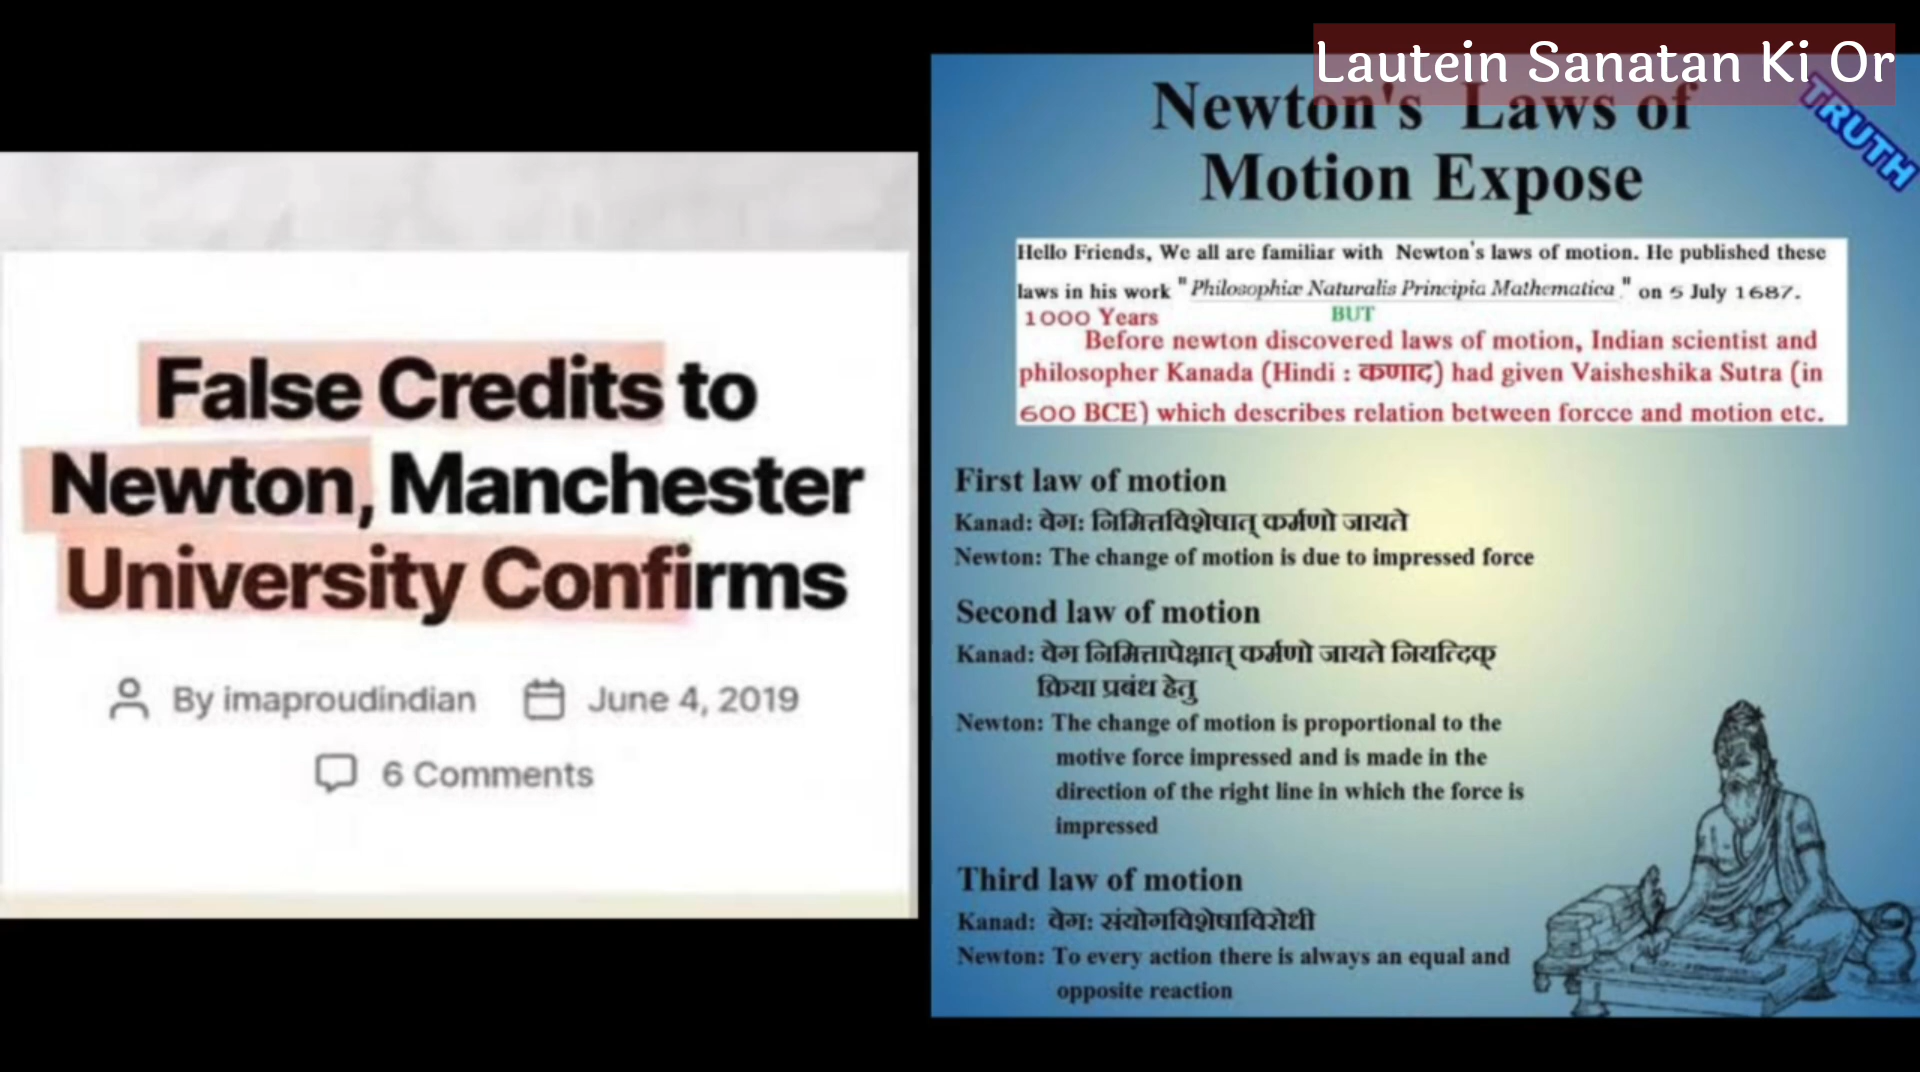 Lautein Sanatan Ki Or
False Credits to
Newton, Manchester
University Confirms
By imaproudindian June 4, 2019
6 Comments
Newton's Laws of
Motion Expose
TRUTH
Hello Friends, We all are familiar with Newton's laws of motion. He published these
laws in his work "Philosophiæ Naturalis Principia Mathematica." on 5 July 1687.
1000 Years BUT
Before newton discovered laws of motion, Indian scientist and
philosopher Kanada (Hindi : कणाद) had given Vaisheshika Sutra (in
600 BCE) which describes relation between forcce and motion etc.
First law of motion
Kanad: वेग: निमित्तविशेषात् कर्मणो जायते
Newton: The change of motion is due to impressed force
Second law of motion
Kanad: वेग निमित्तापेक्षात् कर्मणो जायते नियत्दिक्
क्रिया प्रबंध हेतु
Newton: The change of motion is proportional to the
motive force impressed and is made in the
direction of the right line in which the force is
impressed
Third law of motion
Kanad: वेग: संयोगविशेषाविरोधी
Newton: To every action there is always an equal and
opposite reaction